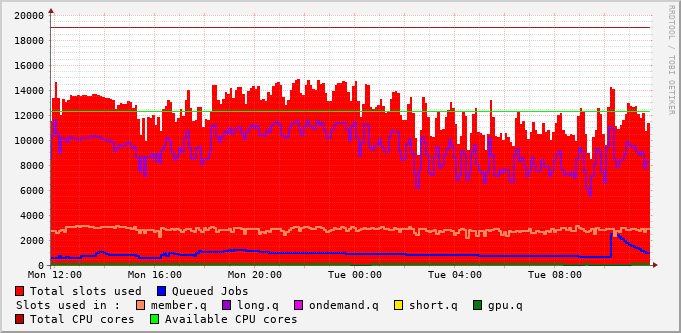 20000
18000
16000
14000
12000
10000
8000
6000
4000
2000
0
Mon 12:00 Mon 16:00 Mon 20:00 Tue 00:00 Tue 04:00 Tue 08:00
Total slots used Queued Jobs
Slots used in : member.q long.q ondemand.q short.q gpu.q
Total CPU cores Available CPU cores
RRDTOOL / TOBI OETIKER